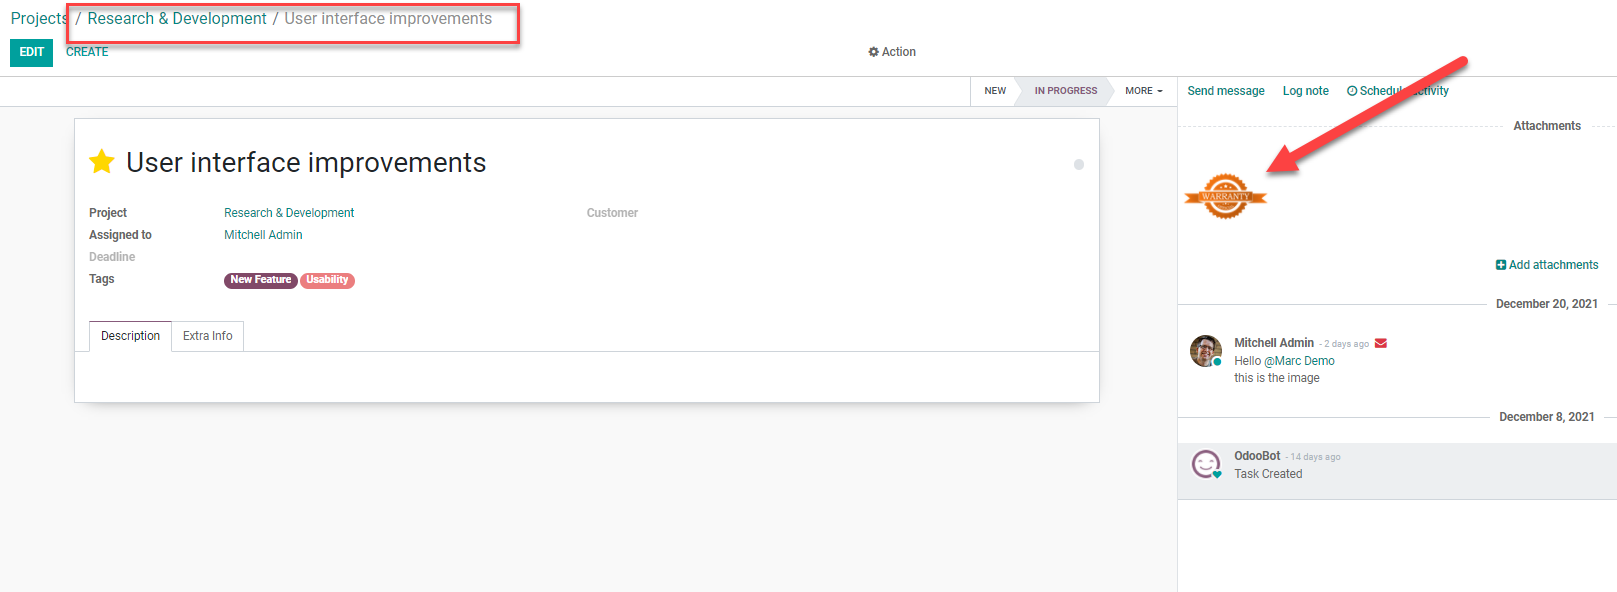 Projects / Research & Development / User interface improvements
EDIT CREATE Action
NEW IN PROGRESS MORE
Send message Log note Schedule activity
Attachments
User interface improvements
WARRANTY
Project Research & Development Customer
Assigned to Mitchell Admin
Deadline
Tags New Feature Usability
Add attachments
December 20, 2021
Description Extra Info
Mitchell Admin - 2 days ago
Hello @Marc Demo
this is the image
December 8, 2021
OdooBot - 14 days ago
Task Created